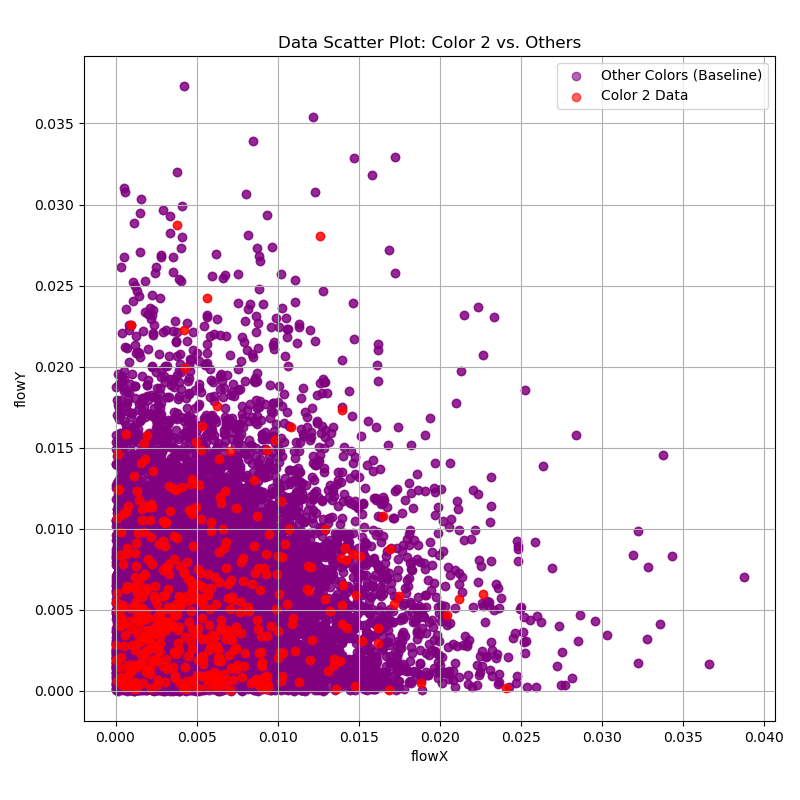 Data Scatter Plot: Color 2 vs. Others
Other Colors (Baseline)
Color 2 Data
0.035
0.030
0.025
0.020
0.015
0.010
0.005
0.000
flowY
0.000 0.005 0.010 0.015 0.020 0.025 0.030 0.035 0.040
flowX